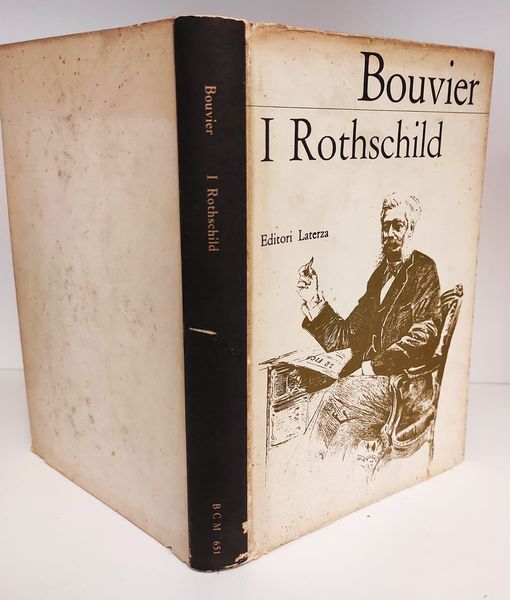 Bouvier
I Rothschild
Editori Laterza
Bouvier I Rothschild
B C M 651